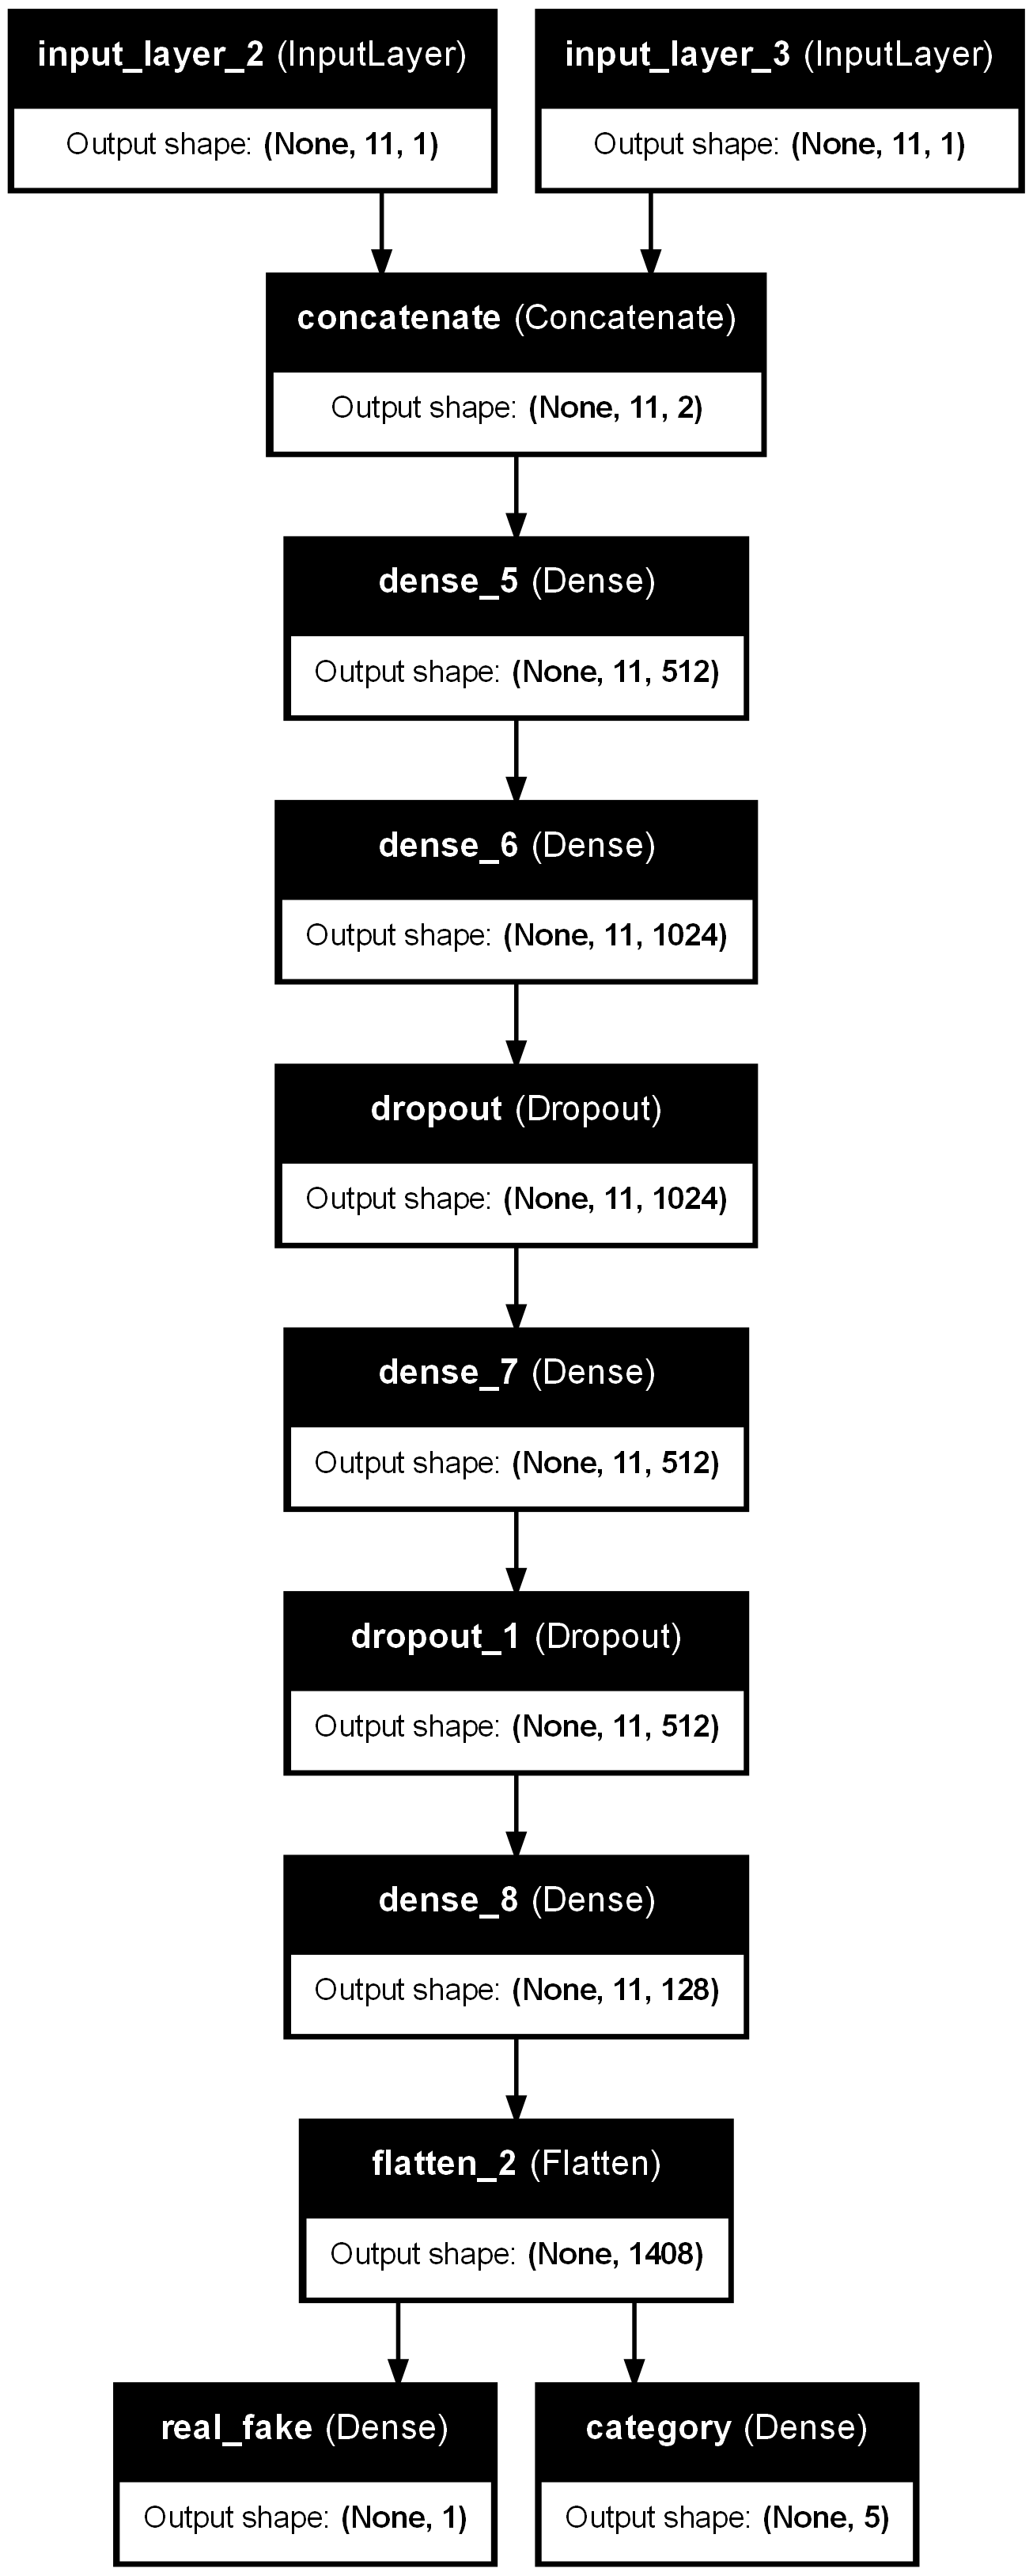 input_layer_2 (InputLayer)
Output shape: (None, 11, 1)
input_layer_3 (InputLayer)
Output shape: (None, 11, 1)
concatenate (Concatenate)
Output shape: (None, 11, 2)
dense_5 (Dense)
Output shape: (None, 11, 512)
dense_6 (Dense)
Output shape: (None, 11, 1024)
dropout (Dropout)
Output shape: (None, 11, 1024)
dense_7 (Dense)
Output shape: (None, 11, 512)
dropout_1 (Dropout)
Output shape: (None, 11, 512)
dense_8 (Dense)
Output shape: (None, 11, 128)
flatten_2 (Flatten)
Output shape: (None, 1408)
real_fake (Dense)
Output shape: (None, 1)
category (Dense)
Output shape: (None, 5)